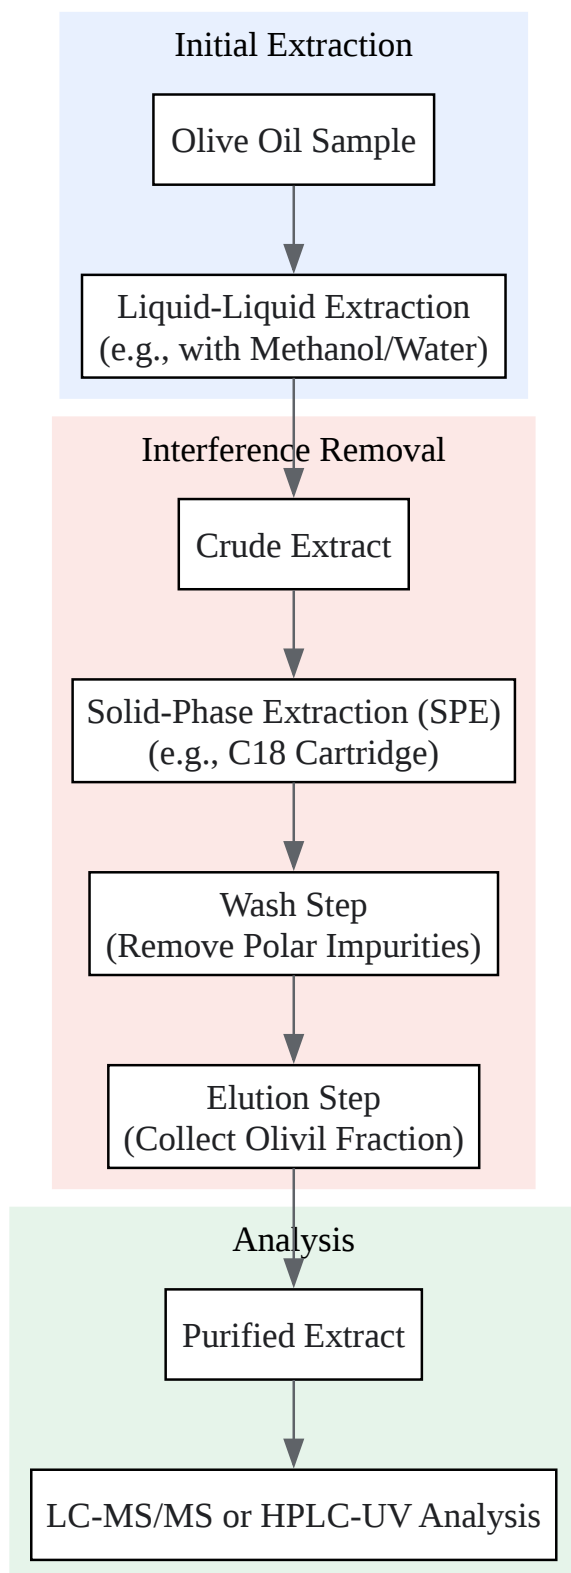 Initial Extraction
Olive Oil Sample
Liquid-Liquid Extraction
(e.g., with Methanol/Water)
Interference Removal
Crude Extract
Solid-Phase Extraction (SPE)
(e.g., C18 Cartridge)
Wash Step
(Remove Polar Impurities)
Elution Step
(Collect Olivil Fraction)
Analysis
Purified Extract
LC-MS/MS or HPLC-UV Analysis